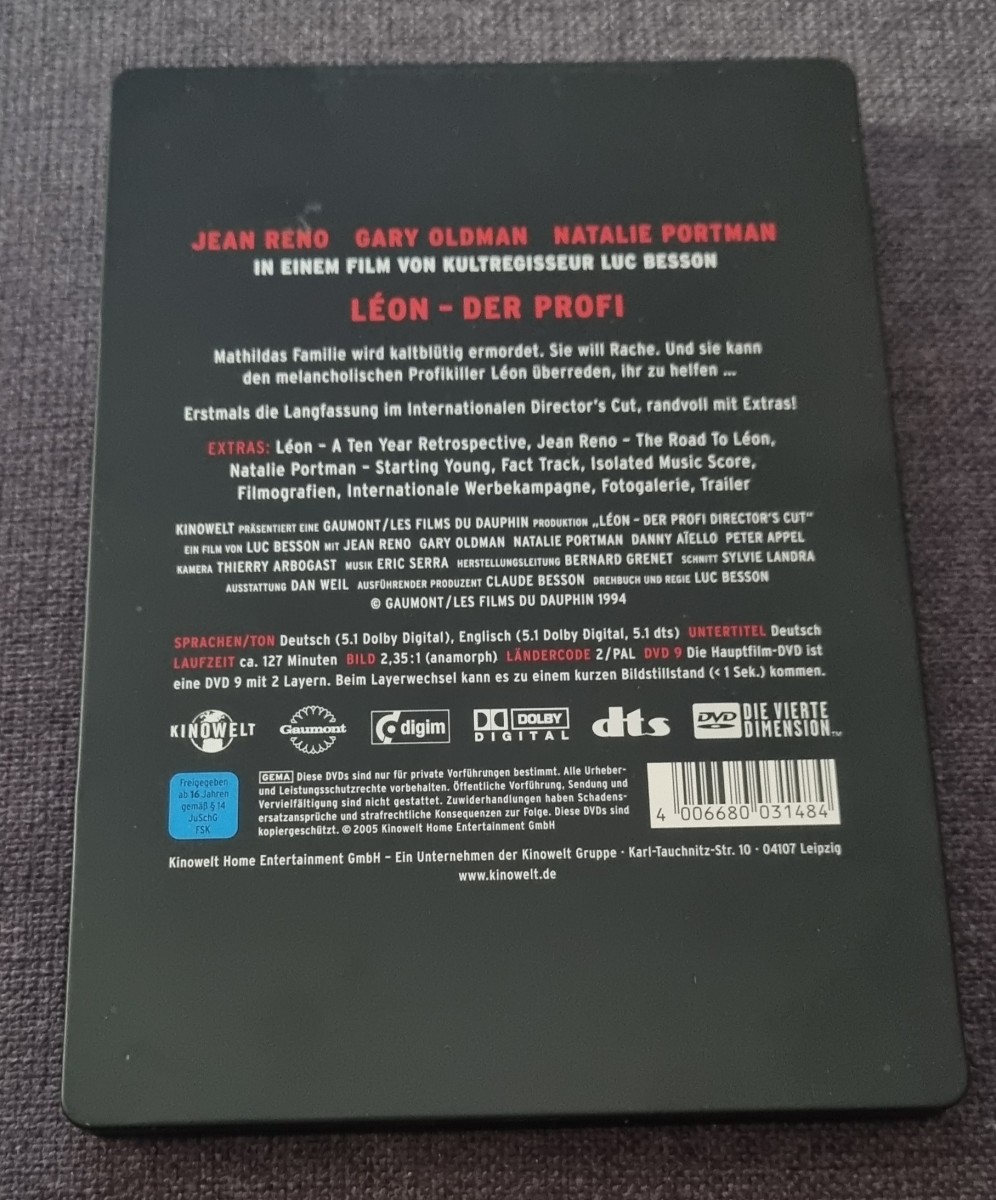 JEAN RENO GARY OLDMAN NATALIE PORTMAN
IN EINEM FILM VON KULTREGISSEUR LUC BESSON
LÉON – DER PROFI
Mathildas Familie wird kaltblütig ermordet. Sie will Rache. Und sie kann
den melancholischen Profikiller Léon überreden, ihr zu helfen ...
Erstmals die Langfassung im Internationalen Director's Cut, randvoll mit Extras!
EXTRAS: Léon – A Ten Year Retrospective, Jean Reno – The Road To Léon,
Natalie Portman – Starting Young, Fact Track, Isolated Music Score,
Filmografien, Internationale Werbekampagne, Fotogalerie, Trailer
KINOWELT PRÄSENTIERT EINE GAUMONT/LES FILMS DU DAUPHIN PRODUKTION „LÉON – DER PROFI DIRECTOR'S CUT"
EIN FILM VON LUC BESSON MIT JEAN RENO GARY OLDMAN NATALIE PORTMAN DANNY AÏELLO PETER APPEL
KAMERA THIERRY ARBOGAST MUSIK ERIC SERRA HERSTELLUNGSLEITUNG BERNARD GRENET SCHNITT SYLVIE LANDRA
AUSSTATTUNG DAN WEIL AUSFÜHRENDER PRODUZENT CLAUDE BESSON DREHBUCH UND REGIE LUC BESSON
© GAUMONT/LES FILMS DU DAUPHIN 1994
SPRACHEN/TON Deutsch (5.1 Dolby Digital), Englisch (5.1 Dolby Digital, 5.1 dts) UNTERTITEL Deutsch
LAUFZEIT ca. 127 Minuten BILD 2,35:1 (anamorph) LÄNDERCODE 2/PAL DVD 9 Die Hauptfilm-DVD ist
eine DVD 9 mit 2 Layern. Beim Layerwechsel kann es zu einem kurzen Bildstillstand (< 1 Sek.) kommen.
KINOWELT Gaumont digim DOLBY DIGITAL dts DVD DIE VIERTE DIMENSION™
Freigegeben
ab 16 Jahren
gemäß § 14
JuSchG
FSK
GEMA Diese DVDs sind nur für private Vorführungen bestimmt. Alle Urheber-
und Leistungsschutzrechte vorbehalten. Öffentliche Vorführung, Sendung und
Vervielfältigung sind nicht gestattet. Zuwiderhandlungen haben Schadens-
ersatzansprüche und strafrechtliche Konsequenzen zur Folge. Diese DVDs sind
kopiergeschützt. © 2005 Kinowelt Home Entertainment GmbH
4 006680 031484
Kinowelt Home Entertainment GmbH – Ein Unternehmen der Kinowelt Gruppe · Karl-Tauchnitz-Str. 10 · 04107 Leipzig
www.kinowelt.de